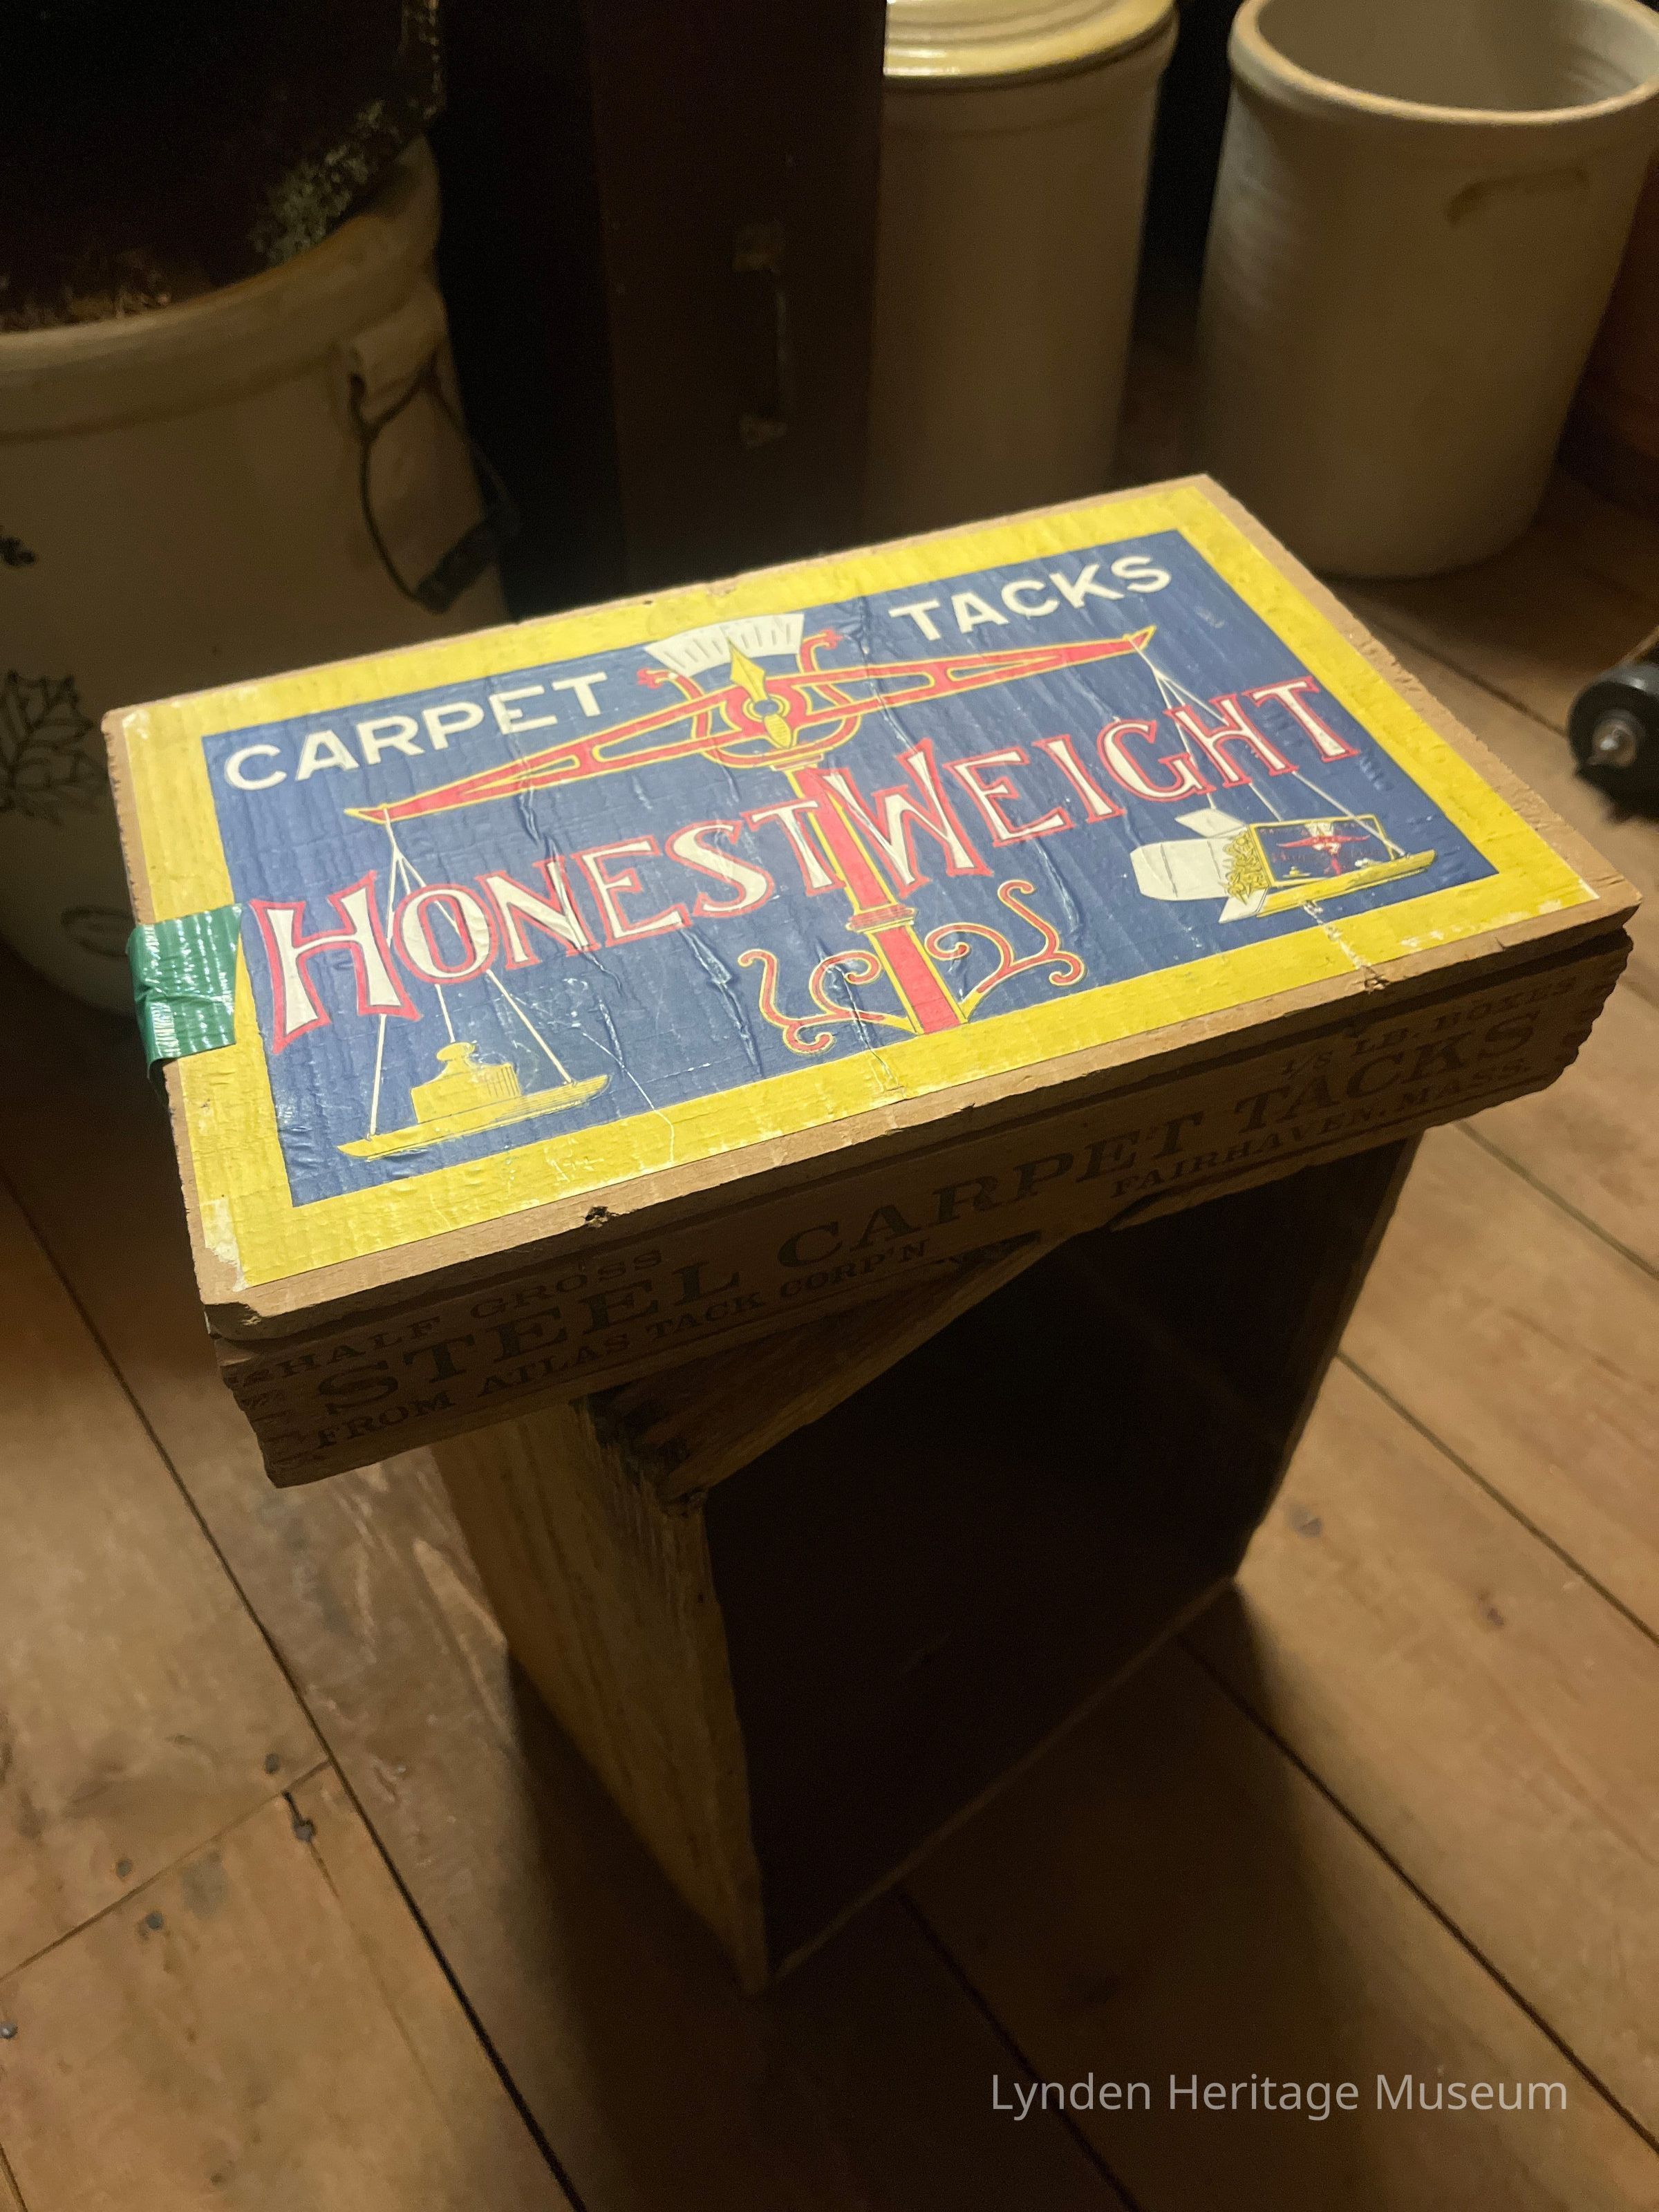 CARPET TACKS
HONEST WEIGHT
HALF GROSS 1/8 LB. BOXES
STEEL CARPET TACKS
FROM ATLAS TACK CORP'N FAIRHAVEN, MASS.
Lynden Heritage Museum